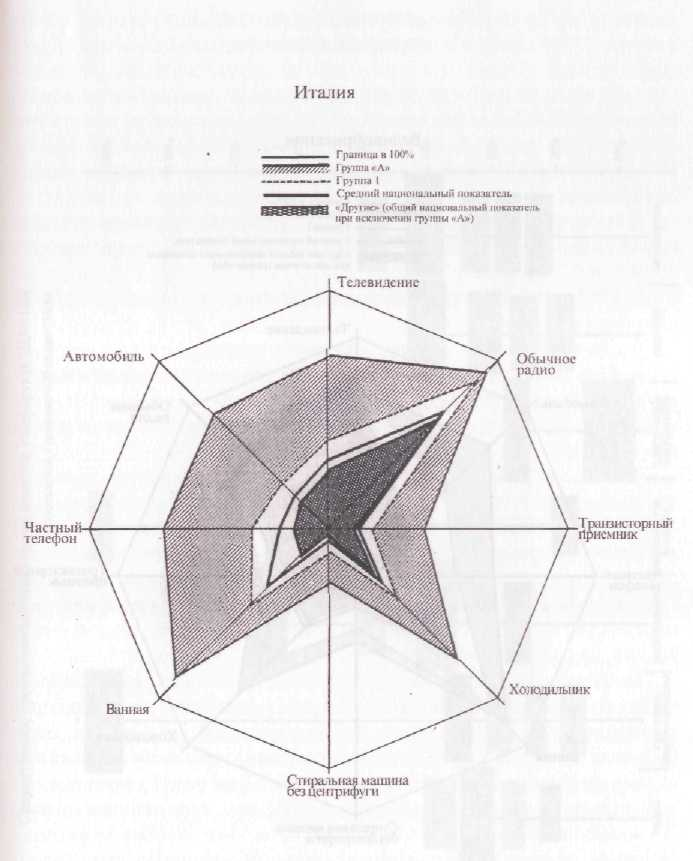 Италия
Граница в 100%
Группа «А»
Группа 1
Средний национальный показатель
«Другие» (общий национальный показатель
при исключении группы «А»)
Телевидение
Автомобиль
Обычное
радио
Частный
телефон
Транзисторный
приемник
Ванная
Холодильник
Стиральная машина
без центрифуги